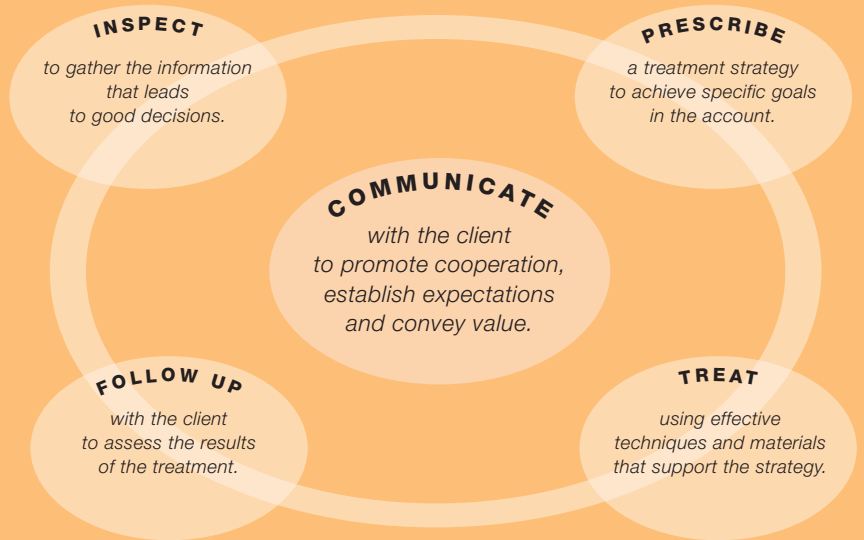 INSPECT
to gather the information
that leads
to good decisions.
PRESCRIBE
a treatment strategy
to achieve specific goals
in the account.
COMMUNICATE
with the client
to promote cooperation,
establish expectations
and convey value.
FOLLOW UP
with the client
to assess the results
of the treatment.
TREAT
using effective
techniques and materials
that support the strategy.